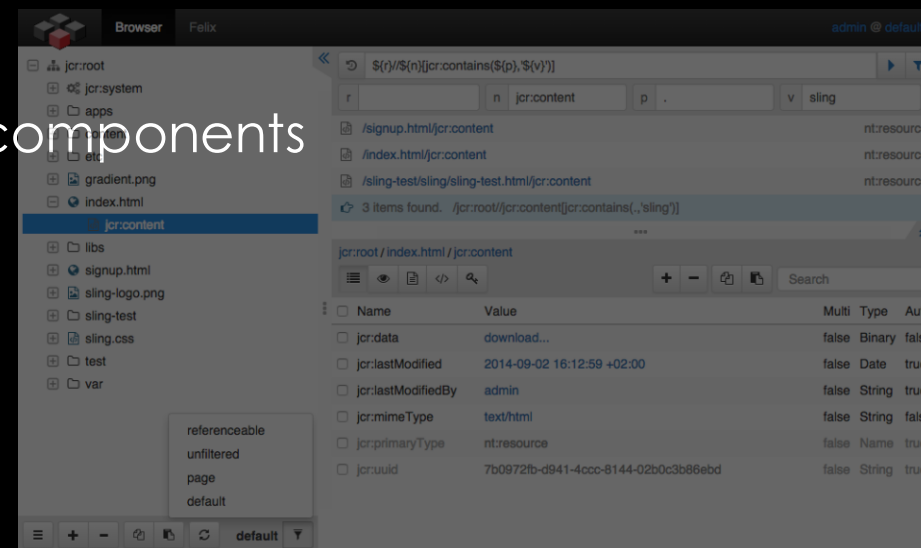 Browser Felix admin @ default
components
jcr:root
jcr:system
apps
content
etc
gradient.png
index.html
jcr:content
libs
signup.html
sling-logo.png
sling-test
sling.css
test
var
referenceable
unfiltered
page
default
default
${r}//${n}[jcr:contains(${p},'${v}')]
r n jcr:content p . v sling
/signup.html/jcr:content nt:resourc
/index.html/jcr:content nt:resourc
/sling-test/sling/sling-test.html/jcr:content nt:resourc
3 items found. /jcr:root//jcr:content[jcr:contains(.,'sling')]
jcr:root / index.html / jcr:content
Search
Name Value Multi Type Au
jcr:data download... false Binary fals
jcr:lastModified 2014-09-02 16:12:59 +02:00 false Date true
jcr:lastModifiedBy admin false String true
jcr:mimeType text/html false String fals
jcr:primaryType nt:resource false Name true
jcr:uuid 7b0972fb-d941-4ccc-8144-02b0c3b86ebd false String true